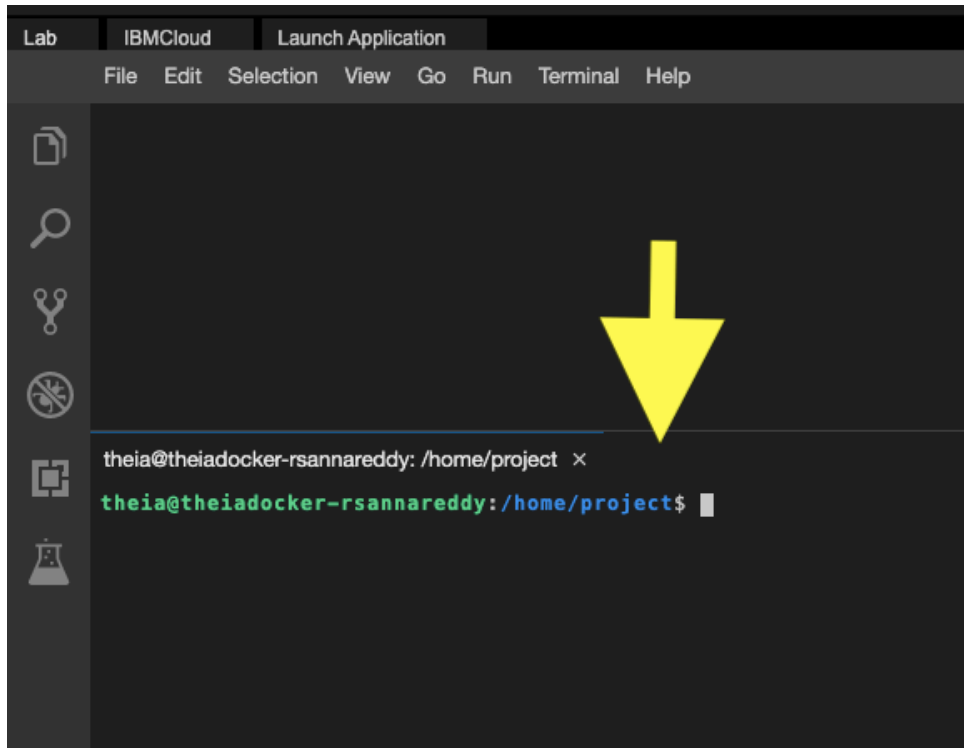 Lab IBMCloud Launch Application
File Edit Selection View Go Run Terminal Help
theia@theiadocker-rsannareddy: /home/project ×
theia@theiadocker-rsannareddy:/home/project$